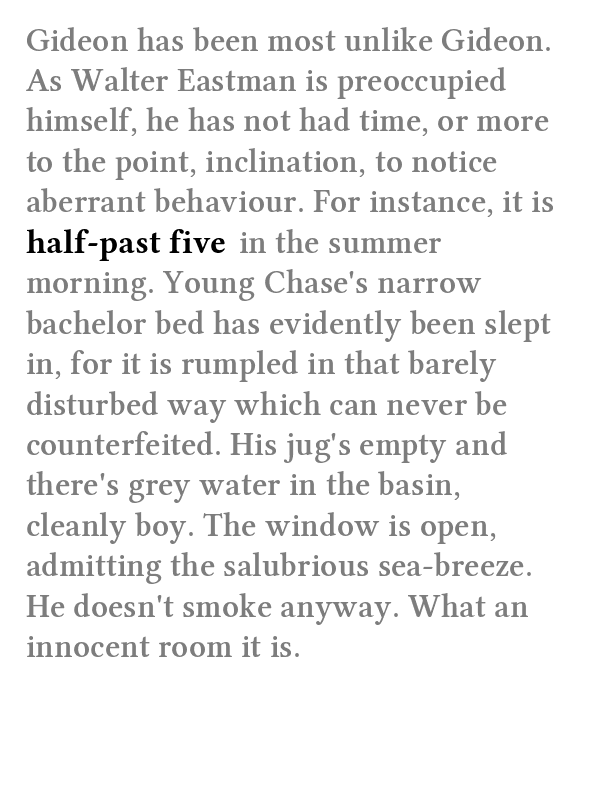 Gideon has been most unlike Gideon.
As Walter Eastman is preoccupied
himself, he has not had time, or more
to the point, inclination, to notice
aberrant behaviour. For instance, it is
half-past five in the summer
morning. Young Chase's narrow
bachelor bed has evidently been slept
in, for it is rumpled in that barely
disturbed way which can never be
counterfeited. His jug's empty and
there's grey water in the basin,
cleanly boy. The window is open,
admitting the salubrious sea-breeze.
He doesn't smoke anyway. What an
innocent room it is.